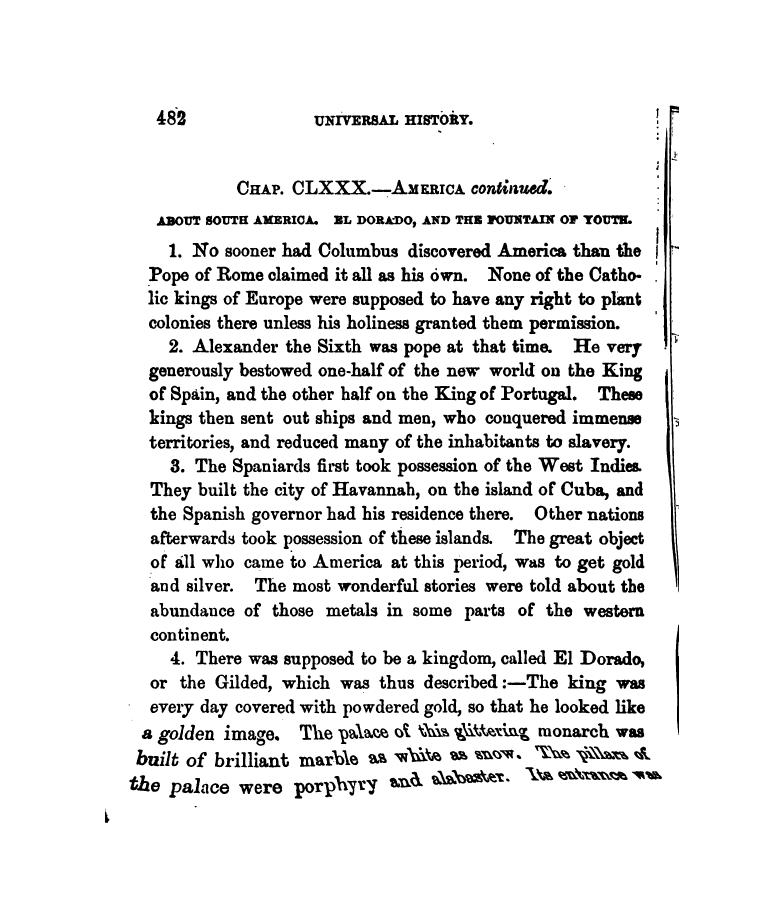 482 UNIVERSAL HISTORY.
CHAP. CLXXX.—AMERICA continued.
ABOUT SOUTH AMERICA. EL DORADO, AND THE FOUNTAIN OF YOUTH.
1. No sooner had Columbus discovered America than the
Pope of Rome claimed it all as his own. None of the Catho-
lic kings of Europe were supposed to have any right to plant
colonies there unless his holiness granted them permission.
2. Alexander the Sixth was pope at that time. He very
generously bestowed one-half of the new world on the King
of Spain, and the other half on the King of Portugal. These
kings then sent out ships and men, who conquered immense
territories, and reduced many of the inhabitants to slavery.
3. The Spaniards first took possession of the West Indies.
They built the city of Havannah, on the island of Cuba, and
the Spanish governor had his residence there. Other nations
afterwards took possession of these islands. The great object
of all who came to America at this period, was to get gold
and silver. The most wonderful stories were told about the
abundance of those metals in some parts of the western
continent.
4. There was supposed to be a kingdom, called El Dorado,
or the Gilded, which was thus described:—The king was
every day covered with powdered gold, so that he looked like
a golden image. The palace of this glittering monarch was
built of brilliant marble as white as snow. The pillars of
the palace were porphyry and alabaster. Its entrance was